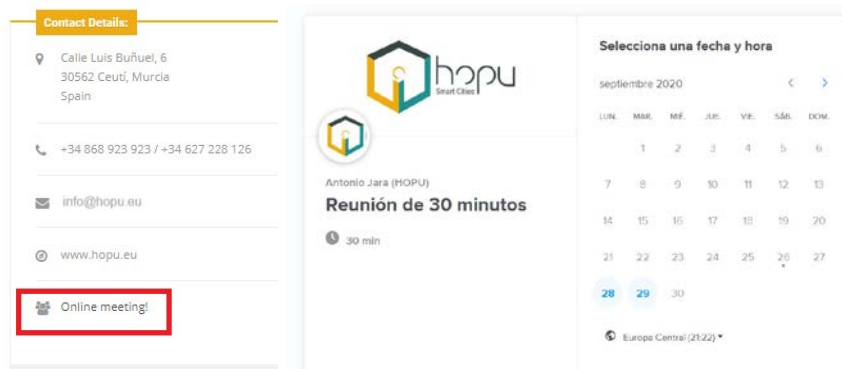 Contact Details:
Calle Luis Buñuel, 6
30562 Ceutí, Murcia
Spain
+34 868 923 923 / +34 627 228 126
info@hopu.eu
www.hopu.eu
Online meeting!
hopu
Smart Cities
Antonio Jara (HOPU)
Reunión de 30 minutos
30 min
Selecciona una fecha y hora
septiembre 2020
LUN. MAR. MIÉ. JUE. VIE. SÁB. DOM.
1 2 3 4 5 6
7 8 9 10 11 12 13
14 15 16 17 18 19 20
21 22 23 24 25 26 27
28 29 30
Europa Central (21:22)